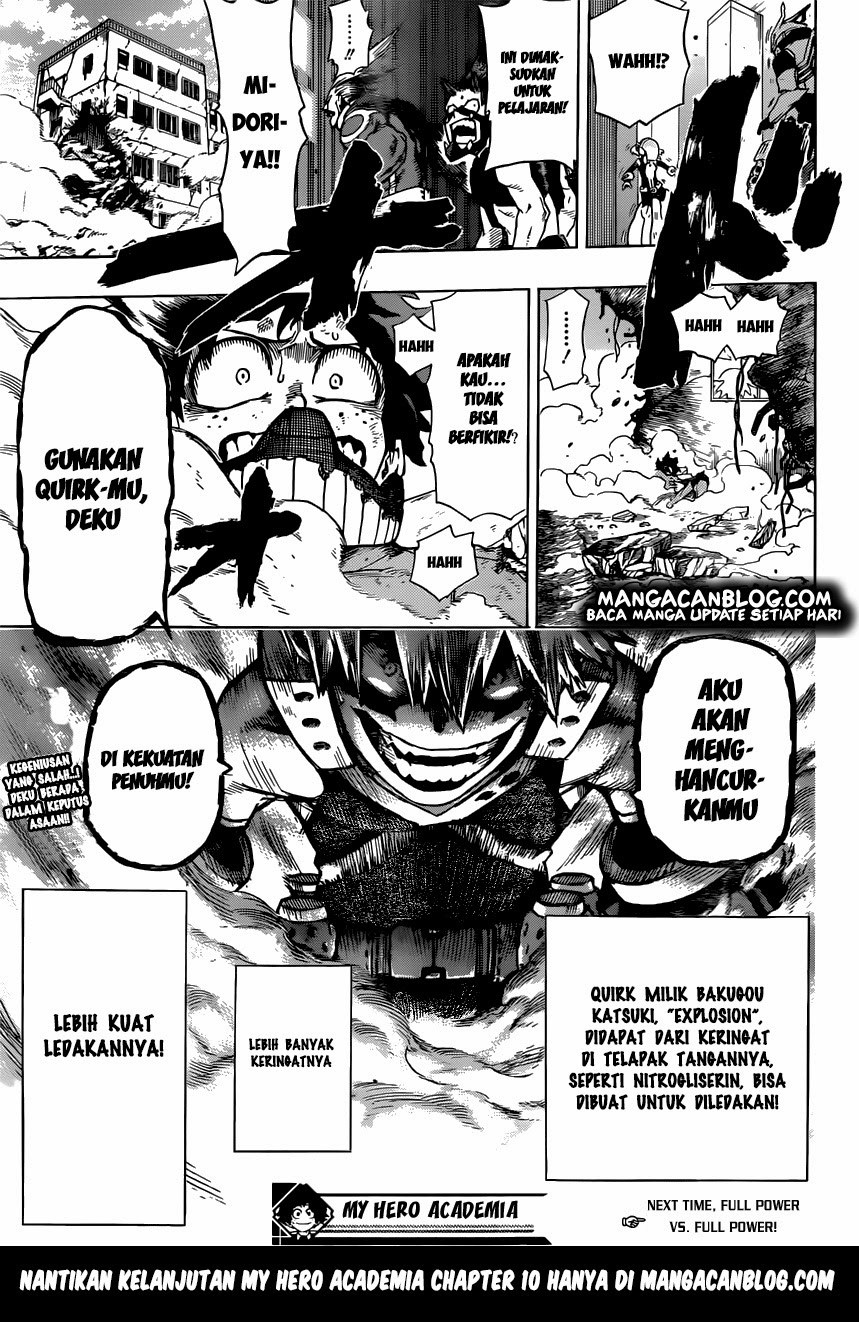 WAHH!?
INI DIMAK-
SUDKAN
UNTUK
PELAJARAN!
......!!
MI-
DORI-
YA!!
.......!
HAHH HAHH
HAHH
APAKAH
KAU...
TIDAK
BISA
BERFIKIR!?
HAHH
GUNAKAN
QUIRK-MU,
DEKU
MANGACANBLOG.COM
BACA MANGA UPDATE SETIAP HARI
AKU
AKAN
MENG-
HANCUR-
KANMU
DI KEKUATAN
PENUHMU!
KEGENIUSAN
YANG SALAH..!
DEKU BERADA
DALAM KEPUTUS
ASAAN!!
QUIRK MILIK BAKUGOU
KATSUKI, "EXPLOSION",
DIDAPAT DARI KERINGAT
DI TELAPAK TANGANNYA,
SEPERTI NITROGLISERIN, BISA
DIBUAT UNTUK DILEDAKAN!
LEBIH BANYAK
KERINGATNYA
LEBIH KUAT
LEDAKANNYA!
MY HERO ACADEMIA
NEXT TIME, FULL POWER
VS. FULL POWER!
NANTIKAN KELANJUTAN MY HERO ACADEMIA CHAPTER 10 HANYA DI MANGACANBLOG.COM